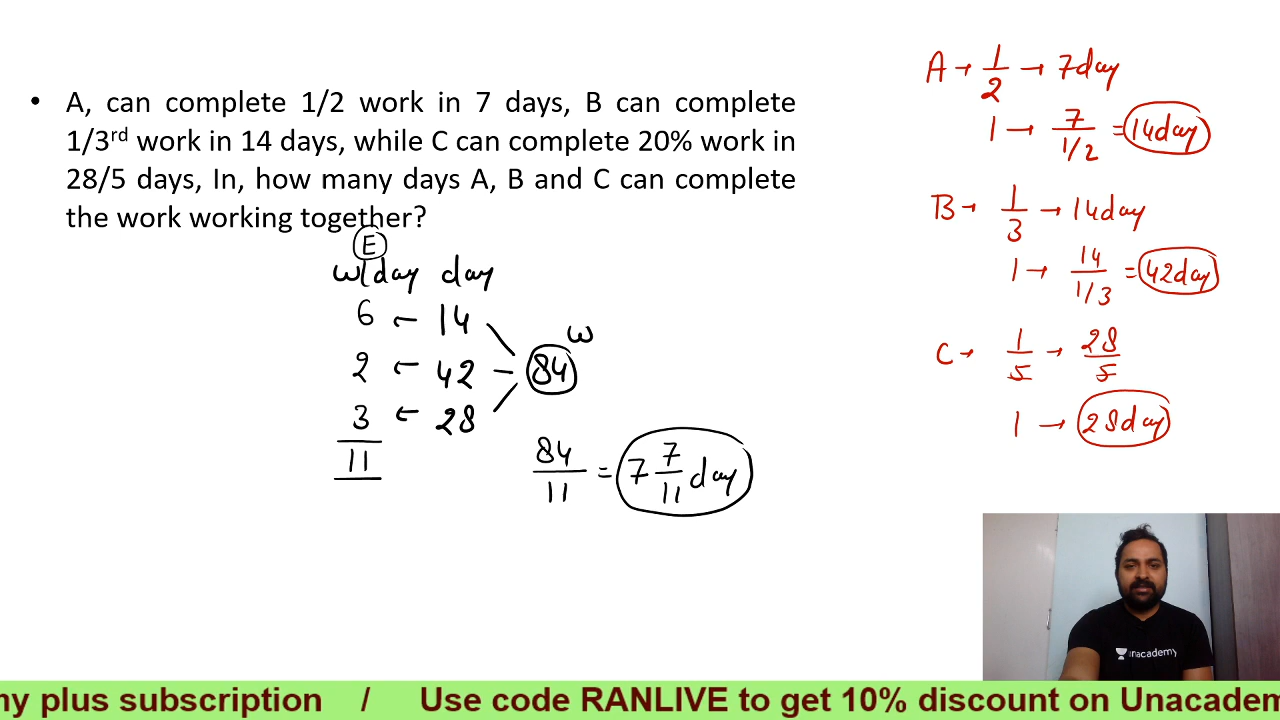 • A, can complete 1/2 work in 7 days, B can complete
1/3rd work in 14 days, while C can complete 20% work in
28/5 days, In, how many days A, B and C can complete
the work working together?
E
w/day day
6 ← 14
2 ← 42 — 84 w
3 ← 28
11
84/11 = 7 7/11 day
A → 1/2 → 7day
1 → 7/1/2 = 14day
B → 1/3 → 14day
1 → 14/1/3 = 42day
C → 1/5 → 28/5
1 → 28day
unacademy
ny plus subscription / Use code RANLIVE to get 10% discount on Unacadem